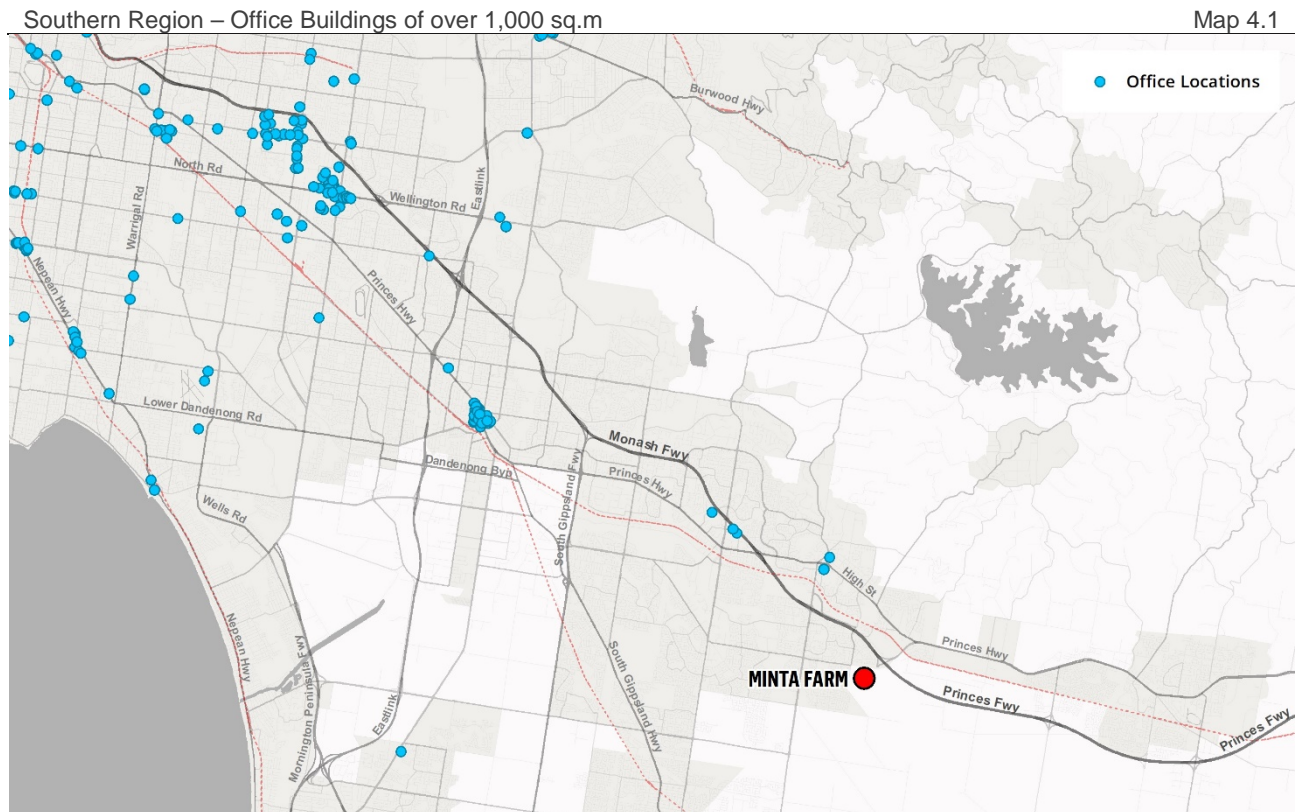 Southern Region – Office Buildings of over 1,000 sq.m
Map 4.1
Office Locations
Burwood Hwy
North Rd
Wellington Rd
Eastlink
Warrigal Rd
Nepean Hwy
Princes Hwy
Lower Dandenong Rd
Monash Fwy
Dandenong Byp
Princes Hwy
South Gippsland Fwy
Wells Rd
High St
Nepean Hwy
Mornington Peninsula Fwy
Eastlink
South Gippsland Hwy
Princes Hwy
MINTA FARM
Princes Fwy
Princes Fwy